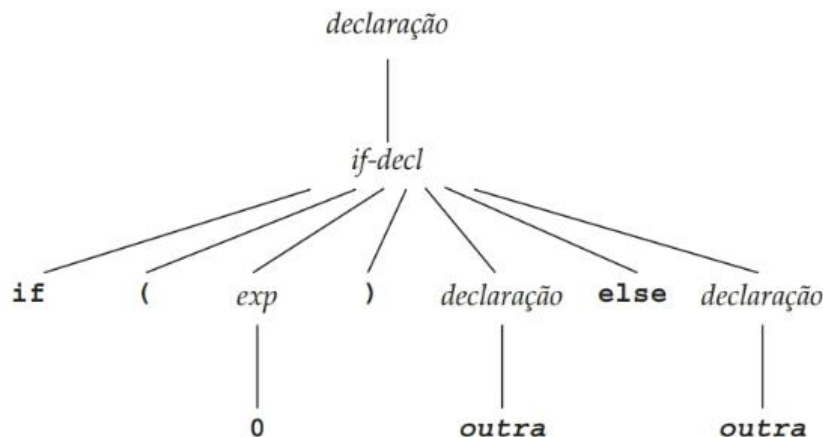 declaração
if-decl
if ( exp ) declaração else declaração
0 outra outra